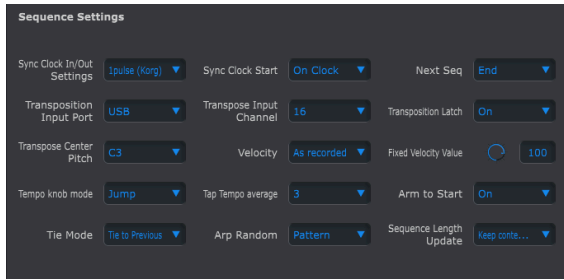 Sequence Settings
Sync Clock In/Out
Settings
1pulse (Korg)
Sync Clock Start
On Clock
Next Seq
End
Transposition
Input Port
USB
Transpose Input
Channel
16
Transposition Latch
On
Transpose Center
Pitch
C3
Velocity
As recorded
Fixed Velocity Value
100
Tempo knob mode
Jump
Tap Tempo average
3
Arm to Start
On
Tie Mode
Tie to Previous
Arp Random
Pattern
Sequence Length
Update
Keep conte...